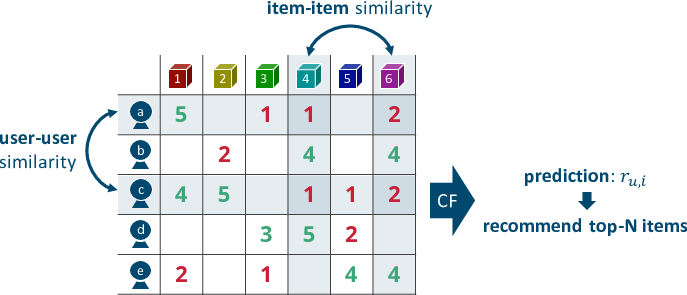 item-item similarity
1 2 3 4 5 6
a 5 1 1 2
user-user
similarity
b 2 4 4
c 4 5 1 1 2
CF
prediction: r_{u,i}
recommend top-N items
d 3 5 2
e 2 1 4 4